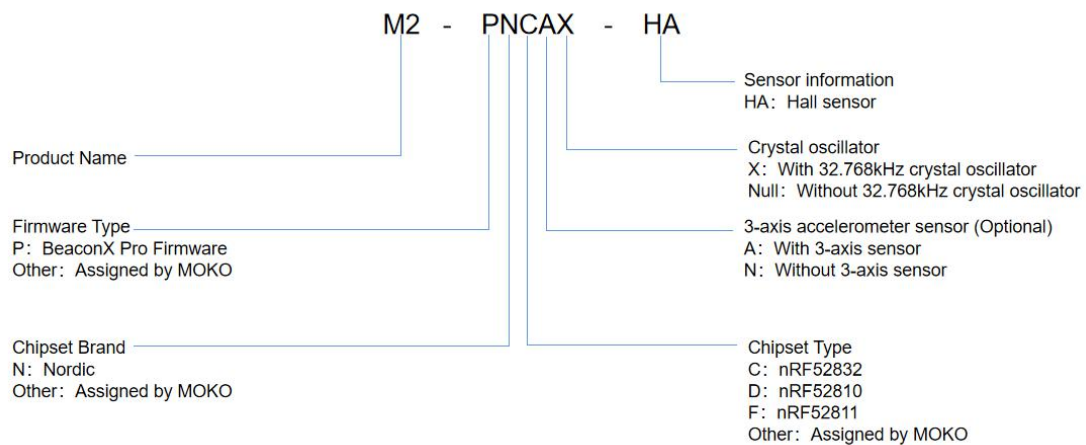 M2 - PNCAX - HA
Sensor information
HA: Hall sensor
Product Name
Crystal oscillator
X: With 32.768kHz crystal oscillator
Null: Without 32.768kHz crystal oscillator
Firmware Type
P: BeaconX Pro Firmware
Other: Assigned by MOKO
3-axis accelerometer sensor (Optional)
A: With 3-axis sensor
N: Without 3-axis sensor
Chipset Brand
N: Nordic
Other: Assigned by MOKO
Chipset Type
C: nRF52832
D: nRF52810
F: nRF52811
Other: Assigned by MOKO